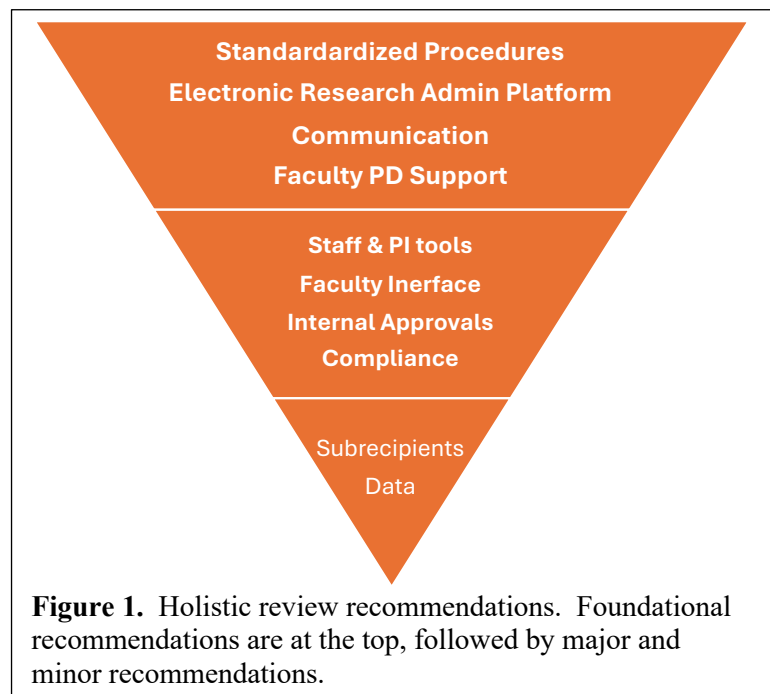 Standardardized Procedures
Electronic Research Admin Platform
Communication
Faculty PD Support
Staff & PI tools
Faculty Inerface
Internal Approvals
Compliance
Subrecipients
Data
Figure 1.  Holistic review recommendations.  Foundational
recommendations are at the top, followed by major and
minor recommendations.